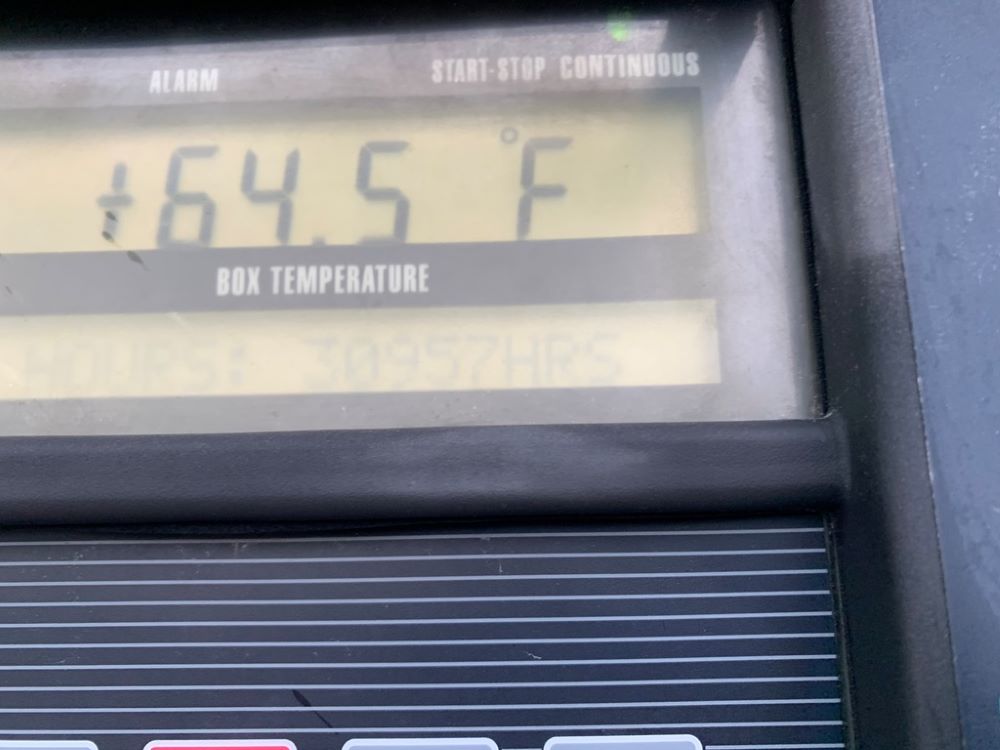 ALARM START-STOP CONTINUOUS
+64.5 °F
BOX TEMPERATURE
HOURS: 30957HRS